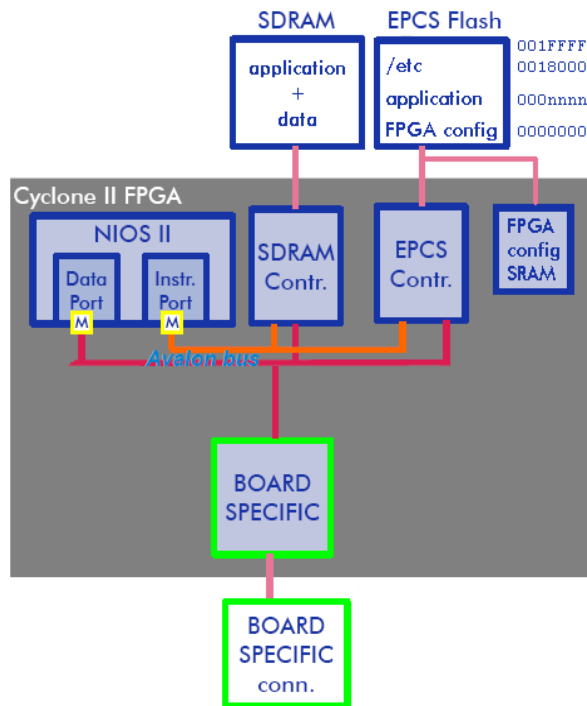 SDRAM
application
+
data
EPCS Flash
/etc
application
FPGA config
001FFFF
0018000
000nnnn
0000000
Cyclone II FPGA
NIOS II
Data
Port
M
Instr.
Port
M
SDRAM
Contr.
EPCS
Contr.
FPGA
config
SRAM
Avalon bus
BOARD
SPECIFIC
BOARD
SPECIFIC
conn.